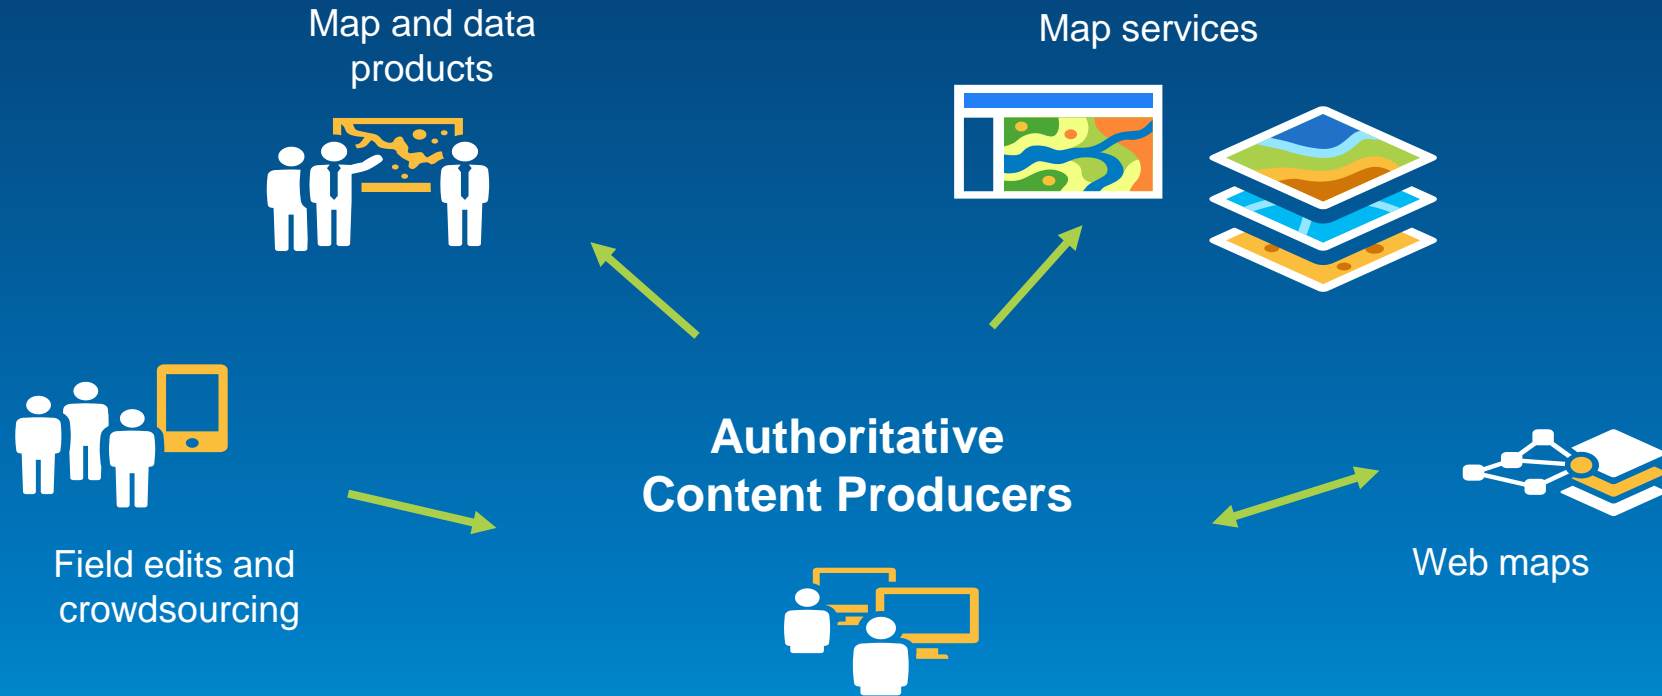 Map and data
products
Map services
Authoritative
Content Producers
Field edits and
crowdsourcing
Web maps